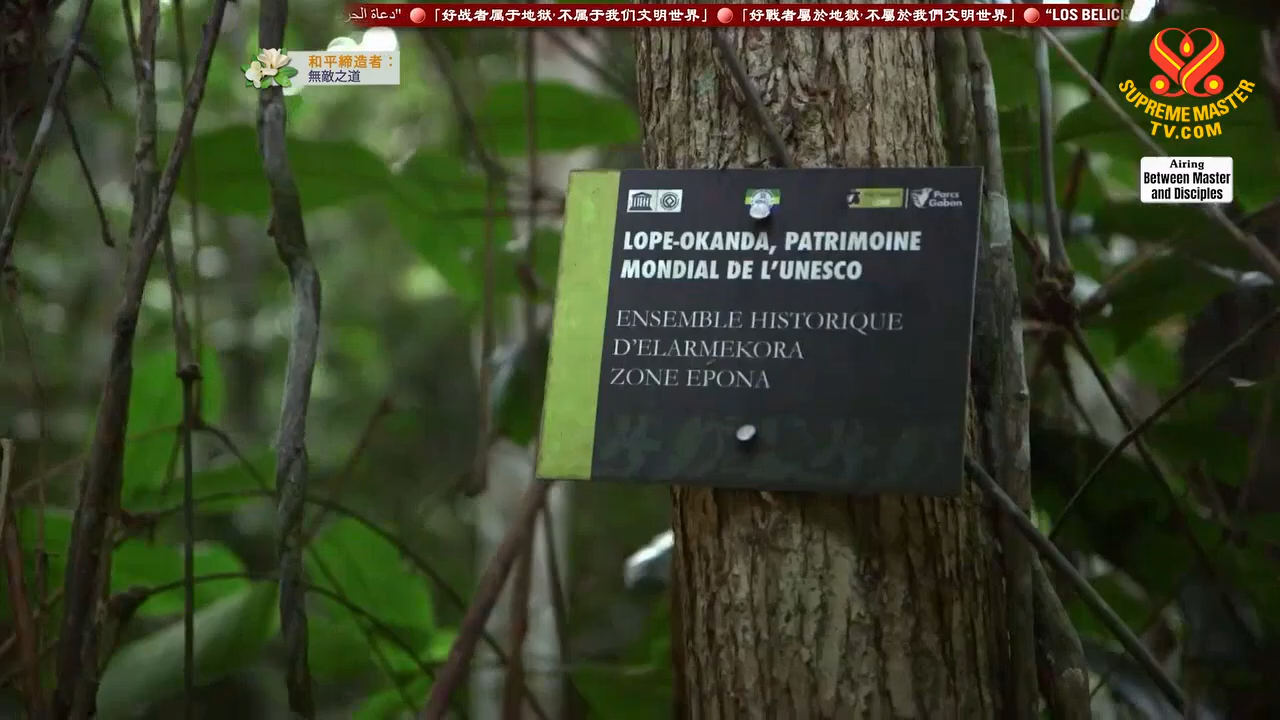 دعاة الحر" 「好战者属于地狱，不属于我们文明世界」 「好戰者屬於地獄，不屬於我們文明世界」 "LOS BELICI
和平締造者：
無敵之道
SUPREME MASTER
TV.COM
Airing
Between Master
and Disciples
Parcs
Gabon
LOPE-OKANDA, PATRIMOINE
MONDIAL DE L'UNESCO
ENSEMBLE HISTORIQUE
D'ELARMEKORA
ZONE EPONA